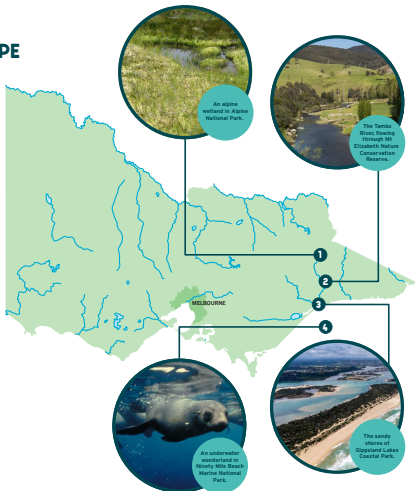 PE
An alpine
wetland in Alpine
National Park.
The Tambo
River, flowing
through Mt
Elizabeth Nature
Conservation
Reserve.
1
2
MELBOURNE
3
4
An underwater
wonderland in
Ninety Mile Beach
Marine National
Park.
The sandy
shores of
Gippsland Lakes
Coastal Park.